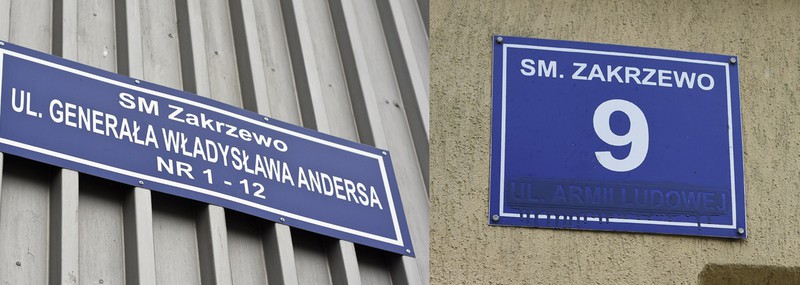 SM Zakrzewo
UL. GENERAŁA WŁADYSŁAWA ANDERSA
NR 1 - 12
SM. ZAKRZEWO
9
UL. ARMII LUDOWEJ